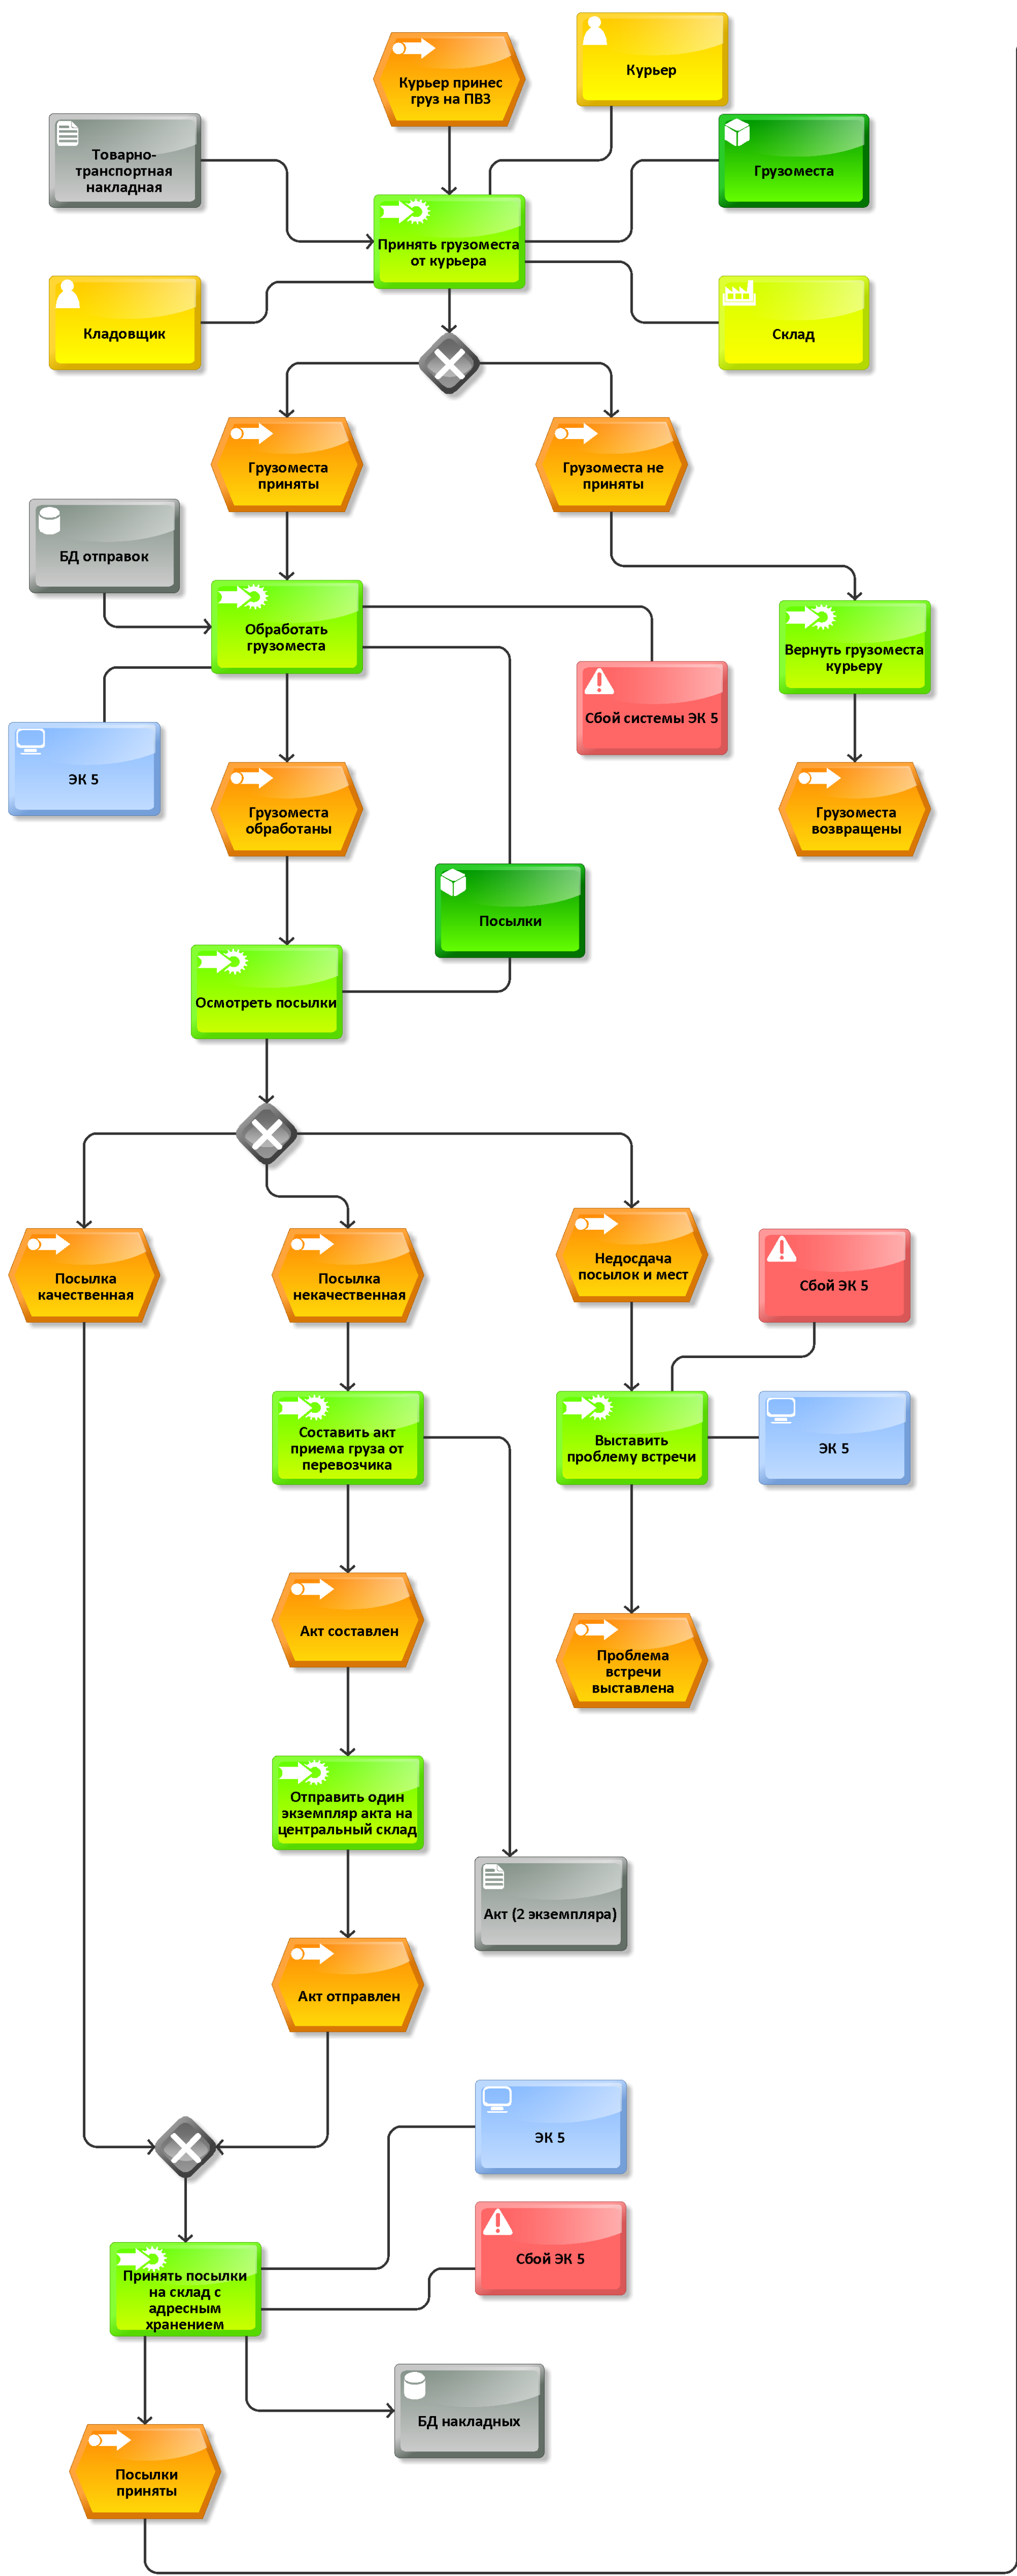 Курьер принес
груз на ПВЗ
Курьер
Товарно-
транспортная
накладная
Грузоместа
Принять грузоместа
от курьера
Кладовщик
Склад
Грузоместа
приняты
Грузоместа не
приняты
БД отправок
Обработать
грузоместа
Вернуть грузоместа
курьеру
Сбой системы ЭК 5
ЭК 5
Грузоместа
обработаны
Грузоместа
возвращены
Посылки
Осмотреть посылки
Посылка
качественная
Посылка
некачественная
Недосдача
посылок и мест
Сбой ЭК 5
Составить акт
приема груза от
перевозчика
Выставить
проблему встречи
ЭК 5
Акт составлен
Проблема
встречи
выставлена
Отправить один
экземпляр акта на
центральный склад
Акт (2 экземпляра)
Акт отправлен
ЭК 5
Сбой ЭК 5
Принять посылки
на склад с
адресным
хранением
БД накладных
Посылки
приняты